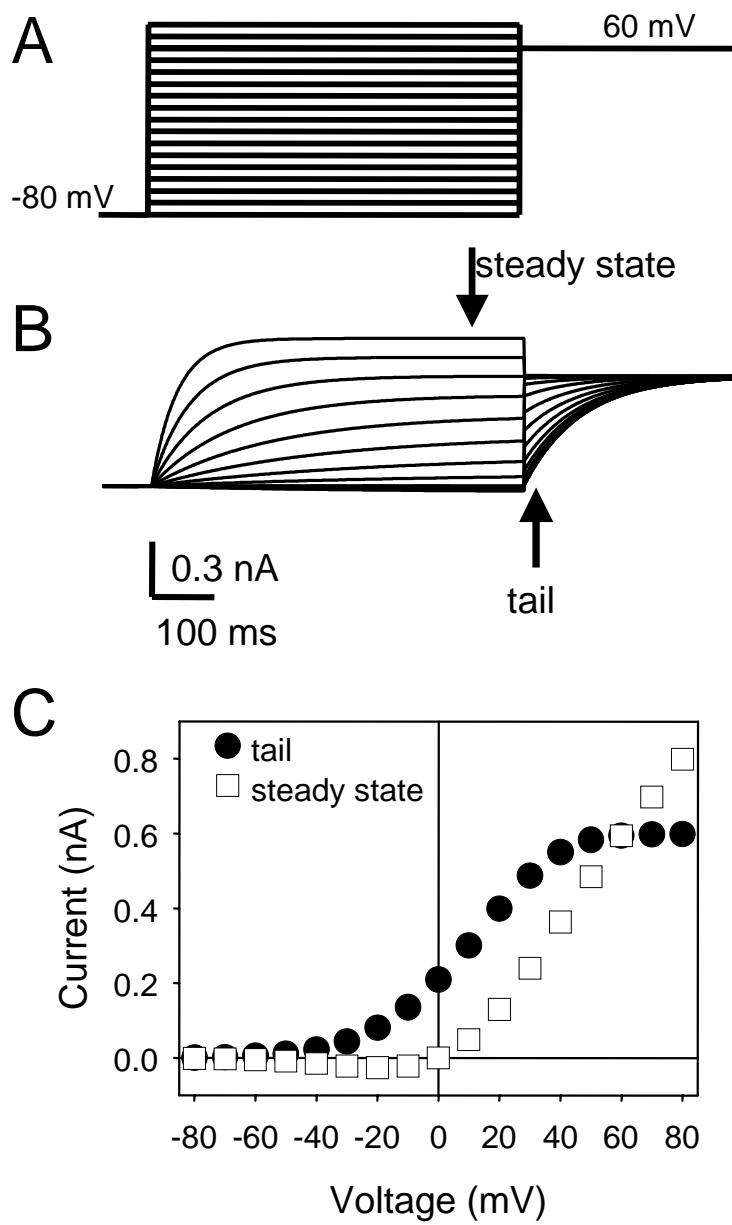 A
60 mV
-80 mV
steady state
B
0.3 nA
100 ms
tail
C
tail
steady state
0.8
0.6
0.4
0.2
0.0
Current (nA)
-80 -60 -40 -20 0 20 40 60 80
Voltage (mV)